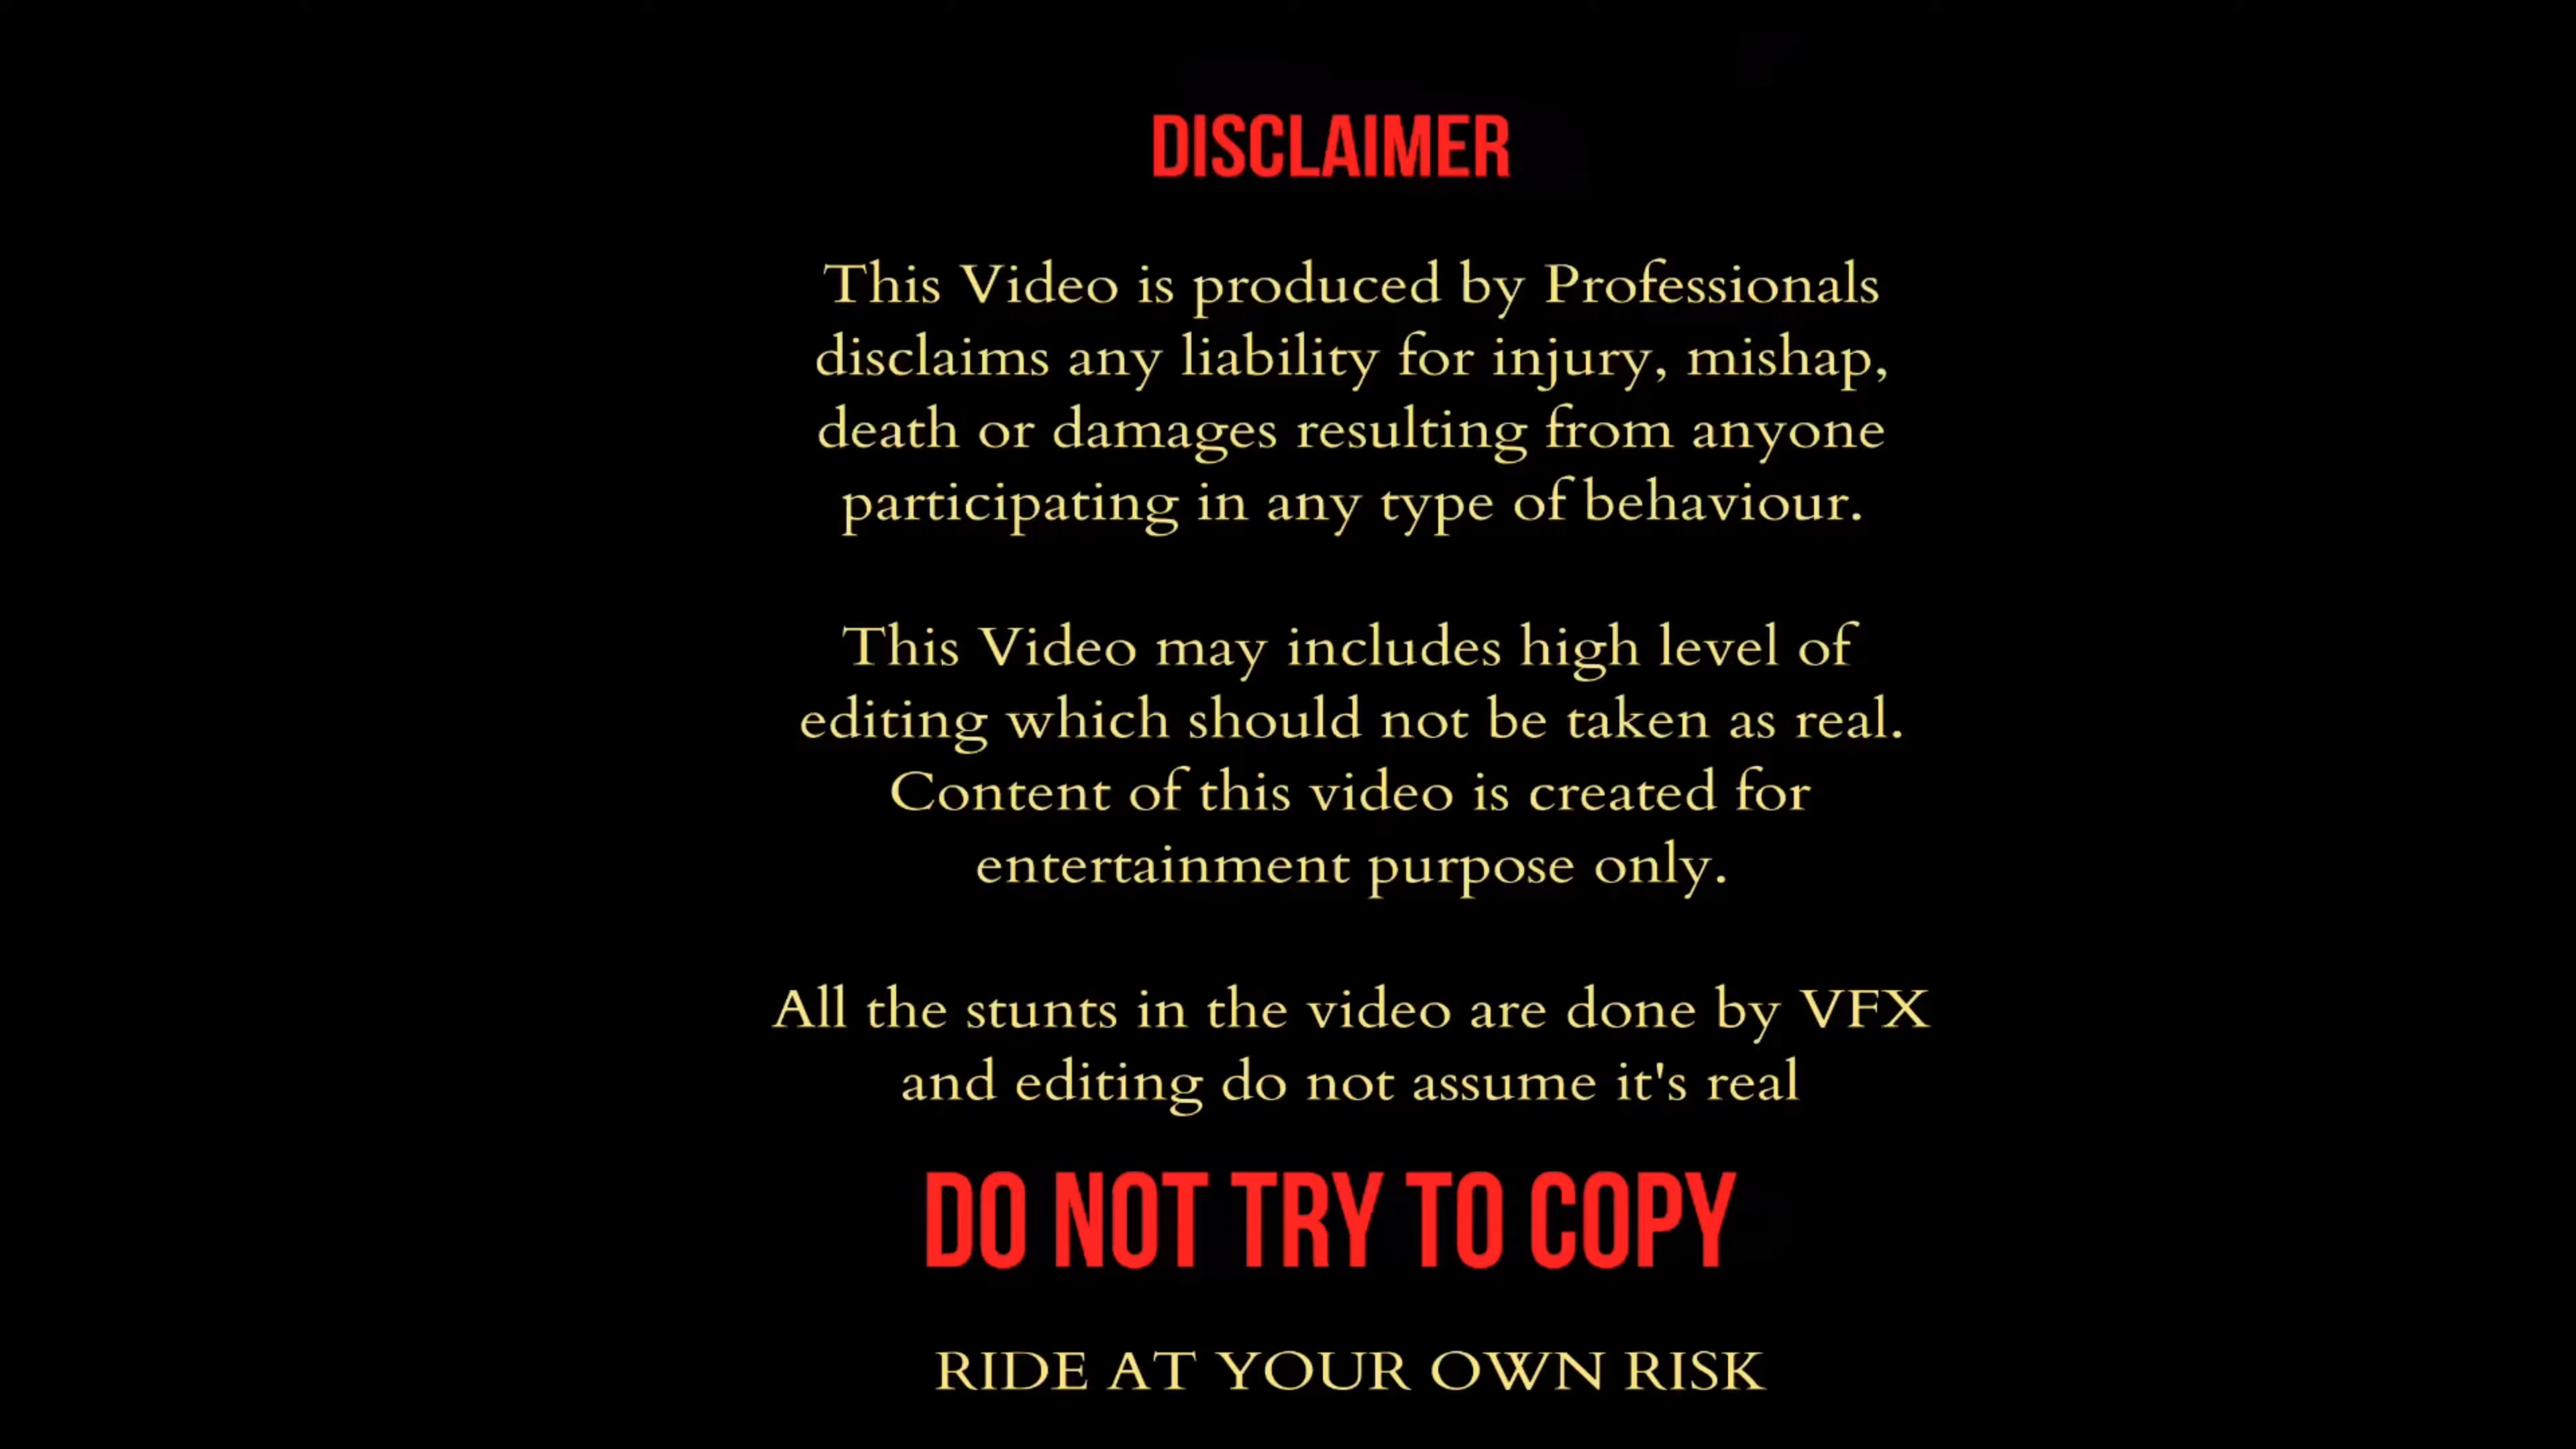 DISCLAIMER
This Video is produced by Professionals
disclaims any liability for injury, mishap,
death or damages resulting from anyone
participating in any type of behaviour.
This Video may includes high level of
editing which should not be taken as real.
Content of this video is created for
entertainment purpose only.
All the stunts in the video are done by VFX
and editing do not assume it's real
DO NOT TRY TO COPY
RIDE AT YOUR OWN RISK